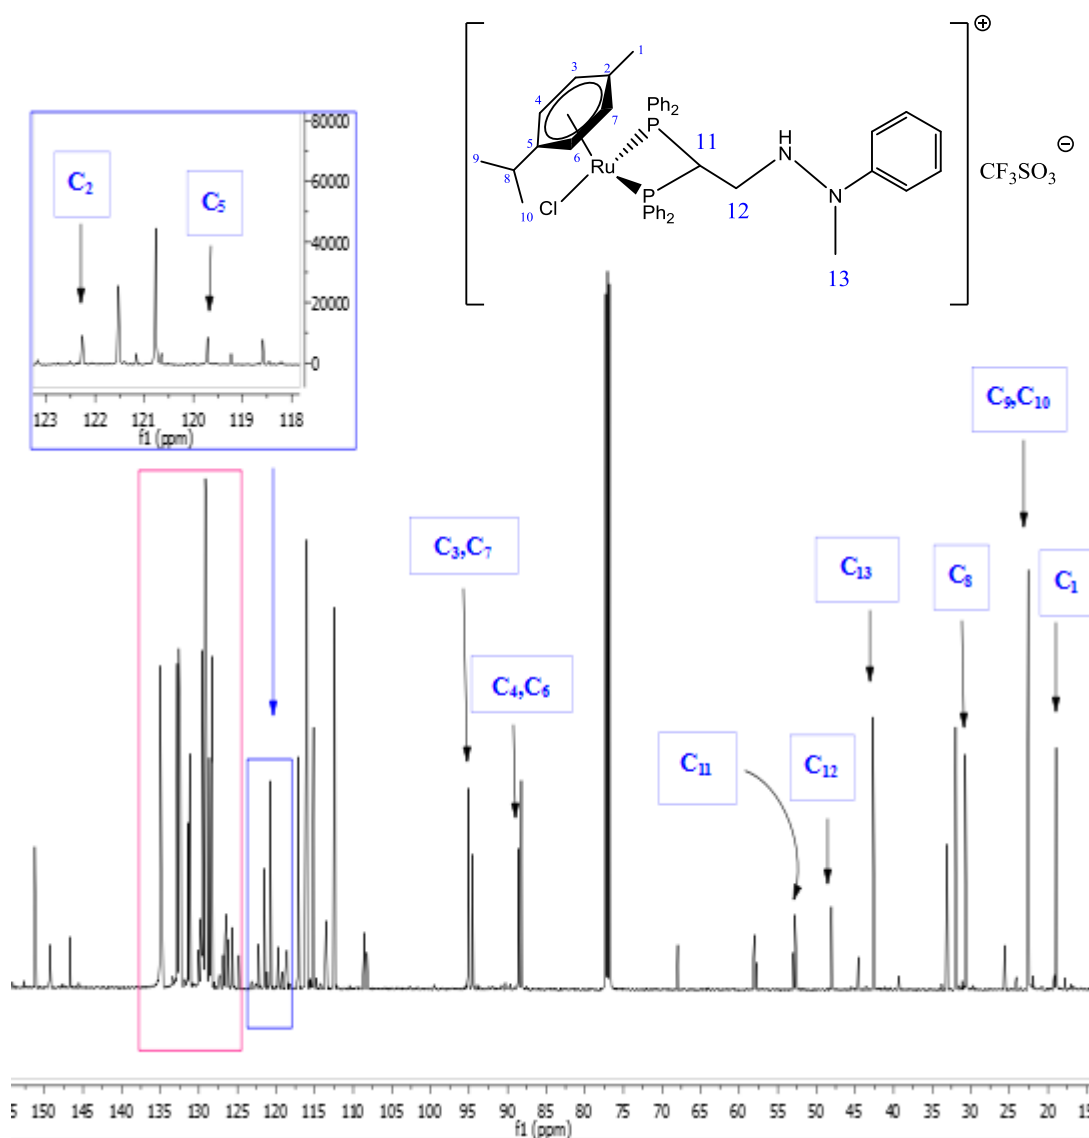 ⊕
1
2
3
4
5
6
7
8
9
10
Ph2
P
11
H
N
Ru
P
Ph2
Cl
12
N
13
⊖
CF3SO3
C2
C5
80000
60000
40000
20000
0
123 122 121 120 119 118
f1 (ppm)
C9,C10
C3,C7
C13
C8
C1
C4,C6
C11
C12
5 150 145 140 135 130 125 120 115 110 105 100 95 90 85 80 75 70 65 60 55 50 45 40 35 30 25 20 15
f1 (ppm)